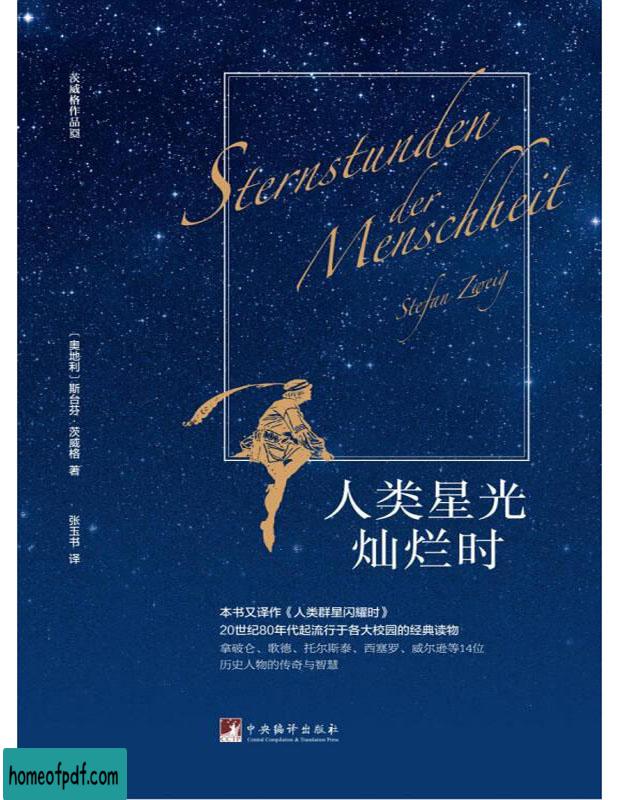 茨威格作品
Sternstunden
der
Menschheit
Stefan Zweig
〔奥地利〕斯台芬·茨威格 著
张玉书 译
人类星光
灿烂时
本书又译作《人类群星闪耀时》
20世纪80年代起流行于各大校园的经典读物
拿破仑、歌德、托尔斯泰、西塞罗、威尔逊等14位
历史人物的传奇与智慧
CCTP
中央编译出版社
Central Compilation & Translation Press
homeofpdf.com